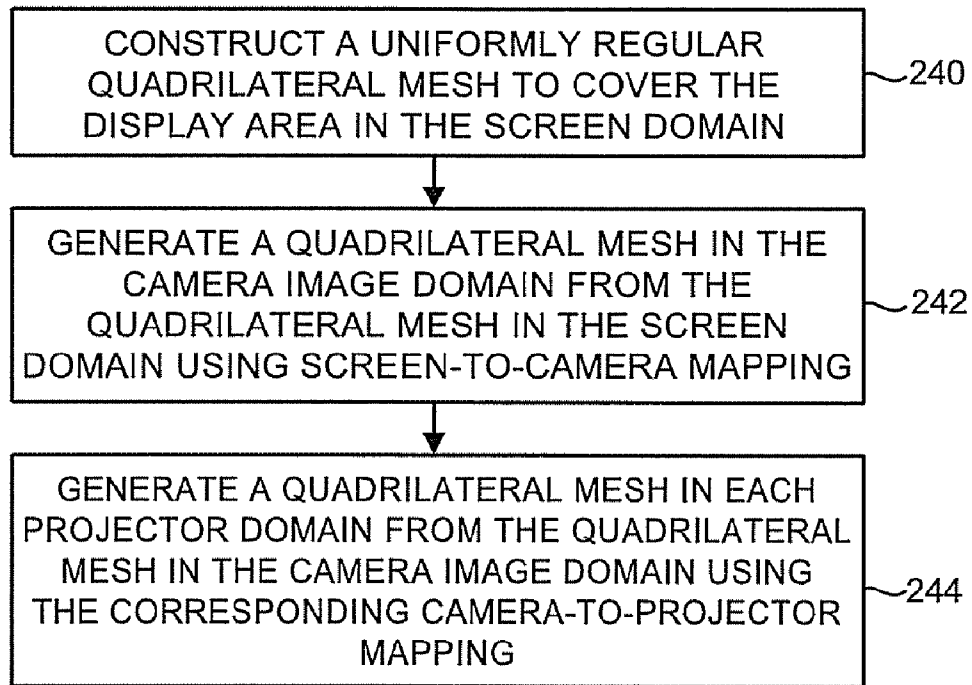 CONSTRUCT A UNIFORMLY REGULAR
QUADRILATERAL MESH TO COVER THE
DISPLAY AREA IN THE SCREEN DOMAIN
240
GENERATE A QUADRILATERAL MESH IN THE
CAMERA IMAGE DOMAIN FROM THE
QUADRILATERAL MESH IN THE SCREEN
DOMAIN USING SCREEN-TO-CAMERA MAPPING
242
GENERATE A QUADRILATERAL MESH IN EACH
PROJECTOR DOMAIN FROM THE QUADRILATERAL
MESH IN THE CAMERA IMAGE DOMAIN USING
THE CORRESPONDING CAMERA-TO-PROJECTOR
MAPPING
244